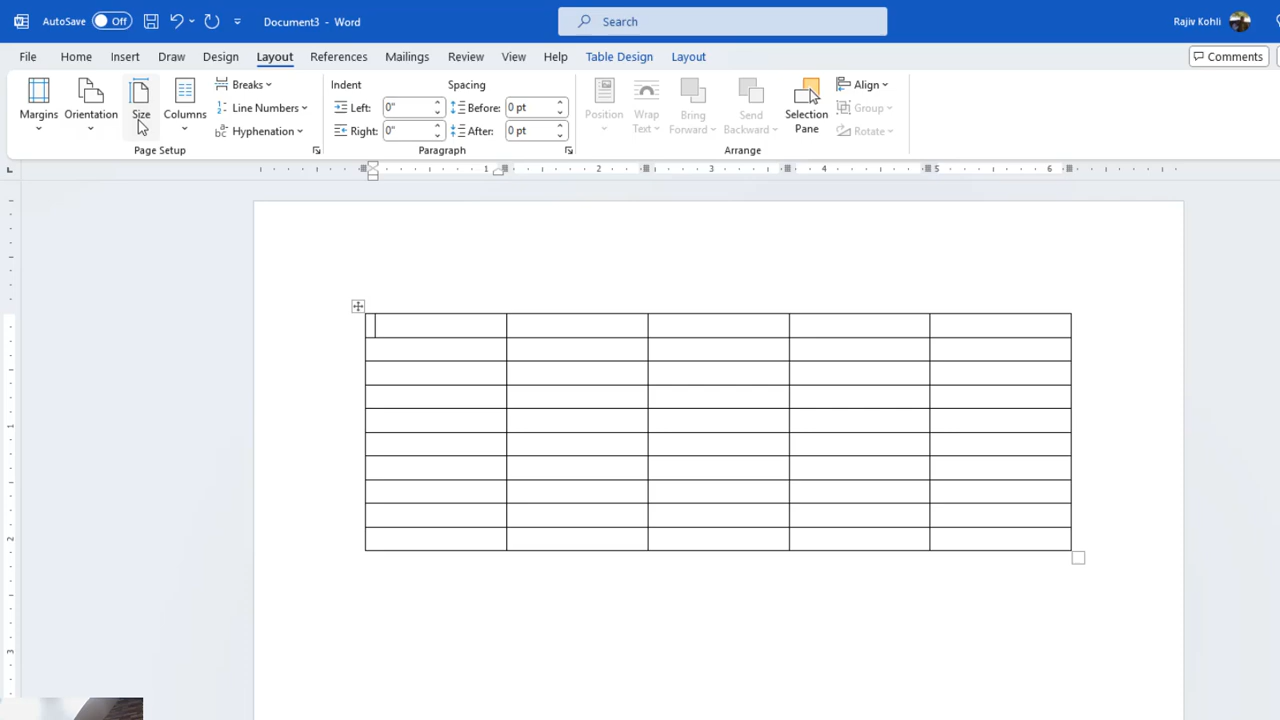 AutoSave Off Document3 - Word Search Rajiv Kohli
File Home Insert Draw Design Layout References Mailings Review View Help Table Design Layout Comments
Margins Orientation Size Columns Breaks Line Numbers Hyphenation
Page Setup
Indent Spacing
Left: 0" Before: 0 pt
Right: 0" After: 0 pt
Paragraph
Position Wrap Text Bring Forward Send Backward Selection Pane Align Group Rotate
Arrange
1 2 3 4 5 6
1
2
3